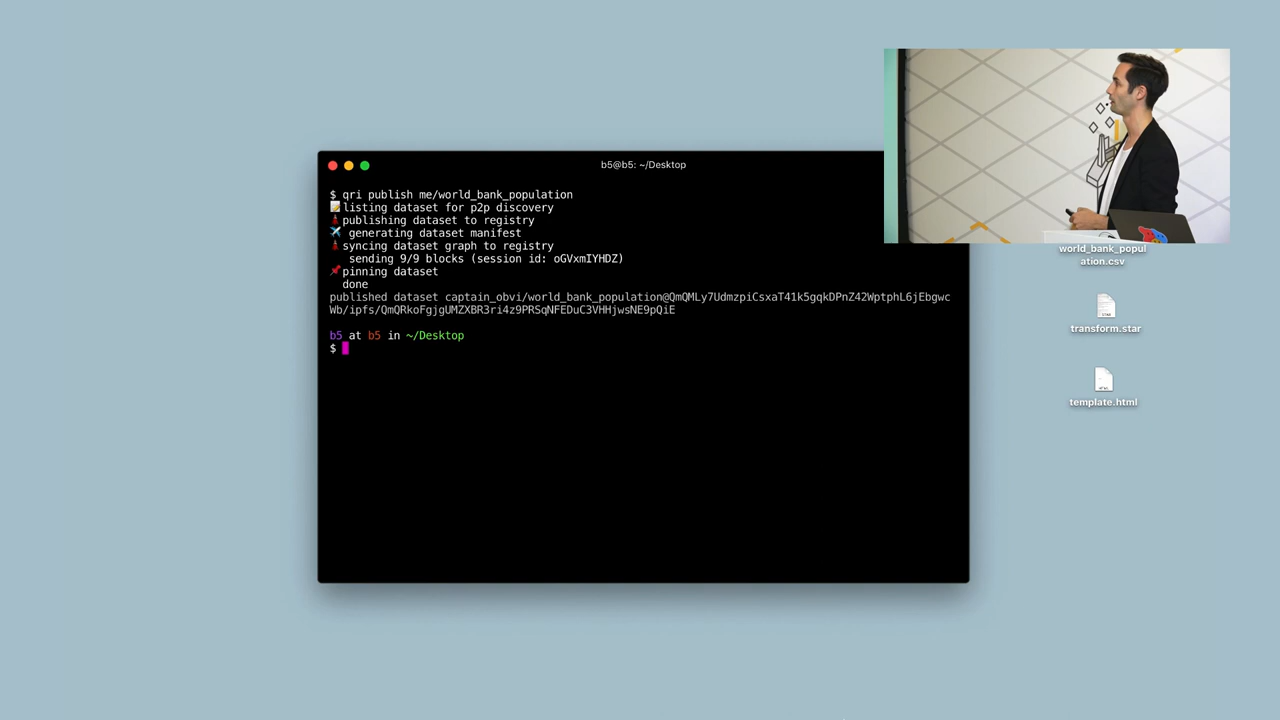 b5@b5: ~/Desktop
$ qri publish me/world_bank_population
listing dataset for p2p discovery
publishing dataset to registry
generating dataset manifest
syncing dataset graph to registry
sending 9/9 blocks (session id: oGVxmIYHDZ)
pinning dataset
done
published dataset captain_obvi/world_bank_population@QmQMLy7UdmzpiCsxaT41k5gqkDPnZ42WptphL6jEbgwc
Wb/ipfs/QmQRkoFgjgUMZXBR3ri4z9PRSqNFEDuC3VHHjwsNE9pQiE
b5 at b5 in ~/Desktop
$
world_bank_popul
ation.csv
transform.star
template.html